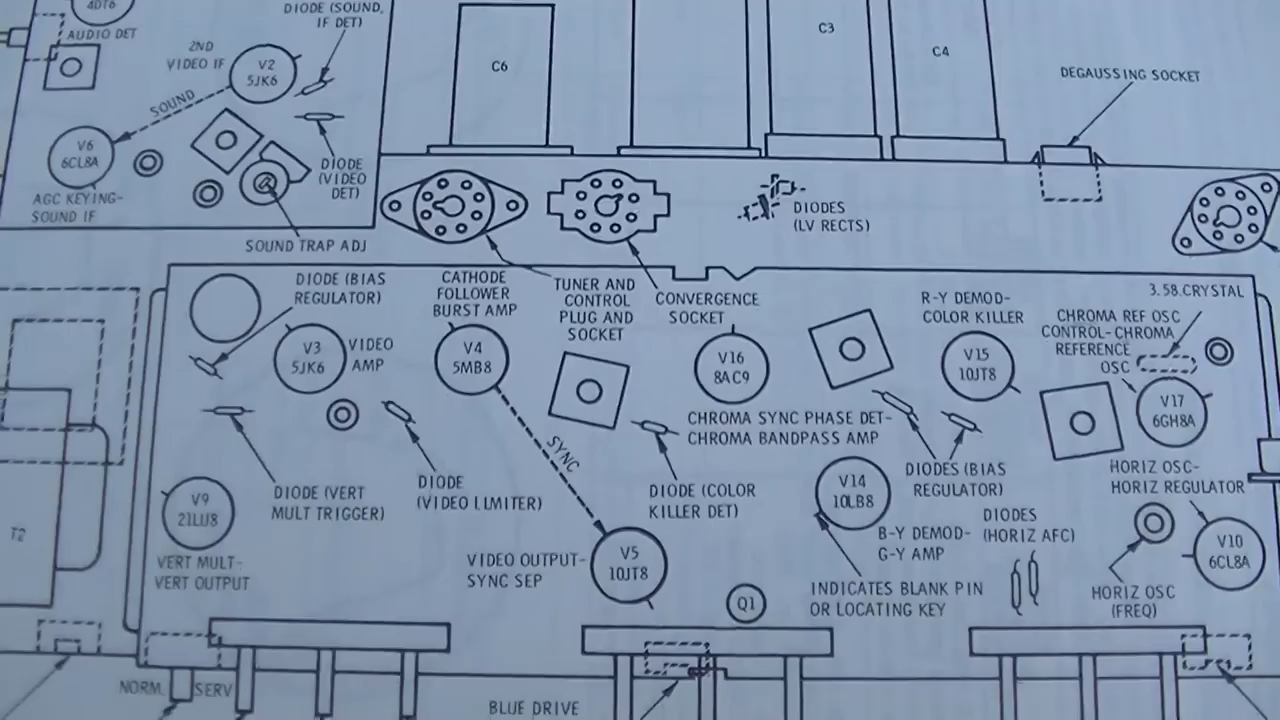 4DT6
AUDIO DET
DIODE (SOUND,
IF DET)
2ND
VIDEO IF
V2
5JK6
SOUND
V6
6CL8A
AGC KEYING-
SOUND IF
DIODE
(VIDEO
DET)
SOUND TRAP ADJ
C6
C3
C4
DEGAUSSING SOCKET
DIODES
(LV RECTS)
DIODE (BIAS
REGULATOR)
CATHODE
FOLLOWER
BURST AMP
TUNER AND
CONTROL
PLUG AND
SOCKET
CONVERGENCE
SOCKET
R-Y DEMOD-
COLOR KILLER
3.58.CRYSTAL
CHROMA REF OSC
CONTROL-CHROMA
REFERENCE
OSC
V3
5JK6
VIDEO
AMP
V4
5MB8
V16
8AC9
V15
10JT8
V17
6GH8A
CHROMA SYNC PHASE DET-
CHROMA BANDPASS AMP
SYNC
DIODE (VERT
MULT TRIGGER)
DIODE
(VIDEO LIMITER)
DIODE (COLOR
KILLER DET)
V14
10LB8
DIODES (BIAS
REGULATOR)
HORIZ OSC-
HORIZ REGULATOR
V9
21LU8
VERT MULT-
VERT OUTPUT
T2
VIDEO OUTPUT-
SYNC SEP
V5
10JT8
B-Y DEMOD-
G-Y AMP
DIODES
(HORIZ AFC)
V10
6CL8A
INDICATES BLANK PIN
OR LOCATING KEY
HORIZ OSC
(FREQ)
Q1
NORM.
SERV
BLUE DRIVE